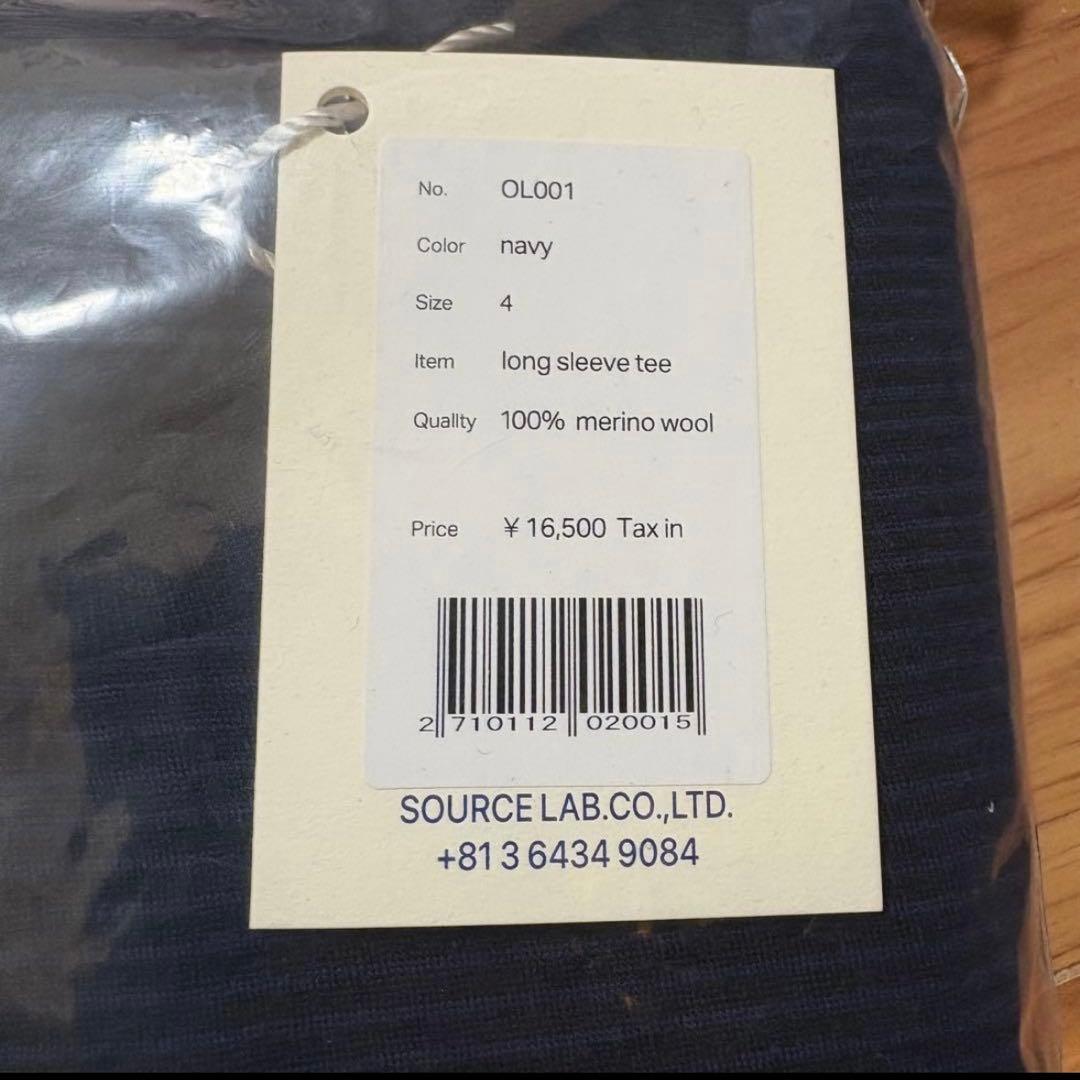 No. OL001
Color navy
Size 4
Item long sleeve tee
Quallty 100% merino wool
Price ¥ 16,500 Tax in
2 710112 020015
SOURCE LAB.CO.,LTD.
+81 3 6434 9084